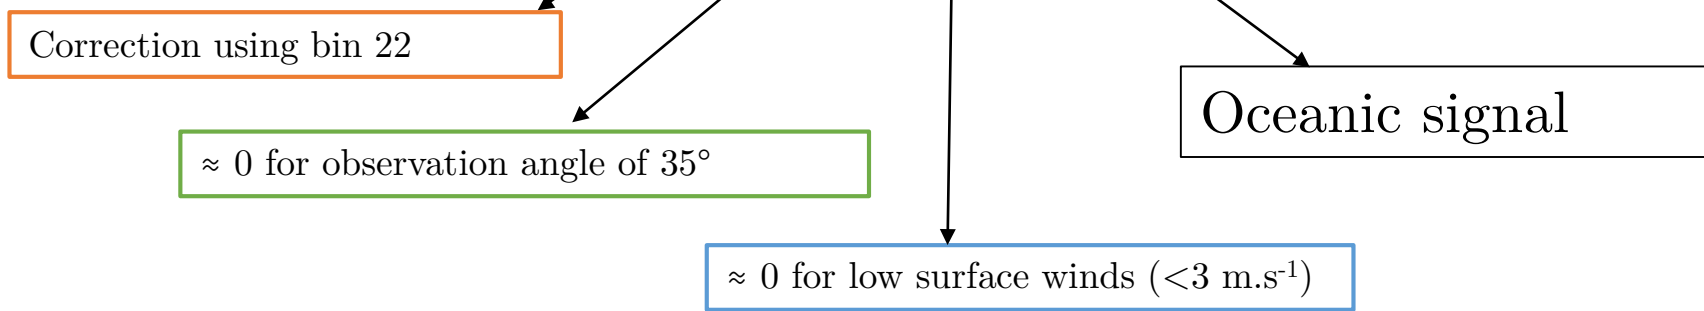 Correction using bin 22
Oceanic signal
≈ 0 for observation angle of 35°
≈ 0 for low surface winds (<3 m.s⁻¹)